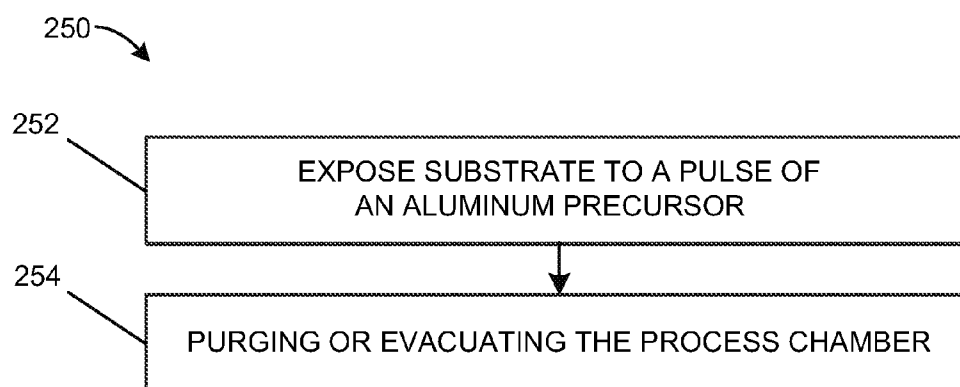 250
252
EXPOSE SUBSTRATE TO A PULSE OF
AN ALUMINUM PRECURSOR
254
PURGING OR EVACUATING THE PROCESS CHAMBER